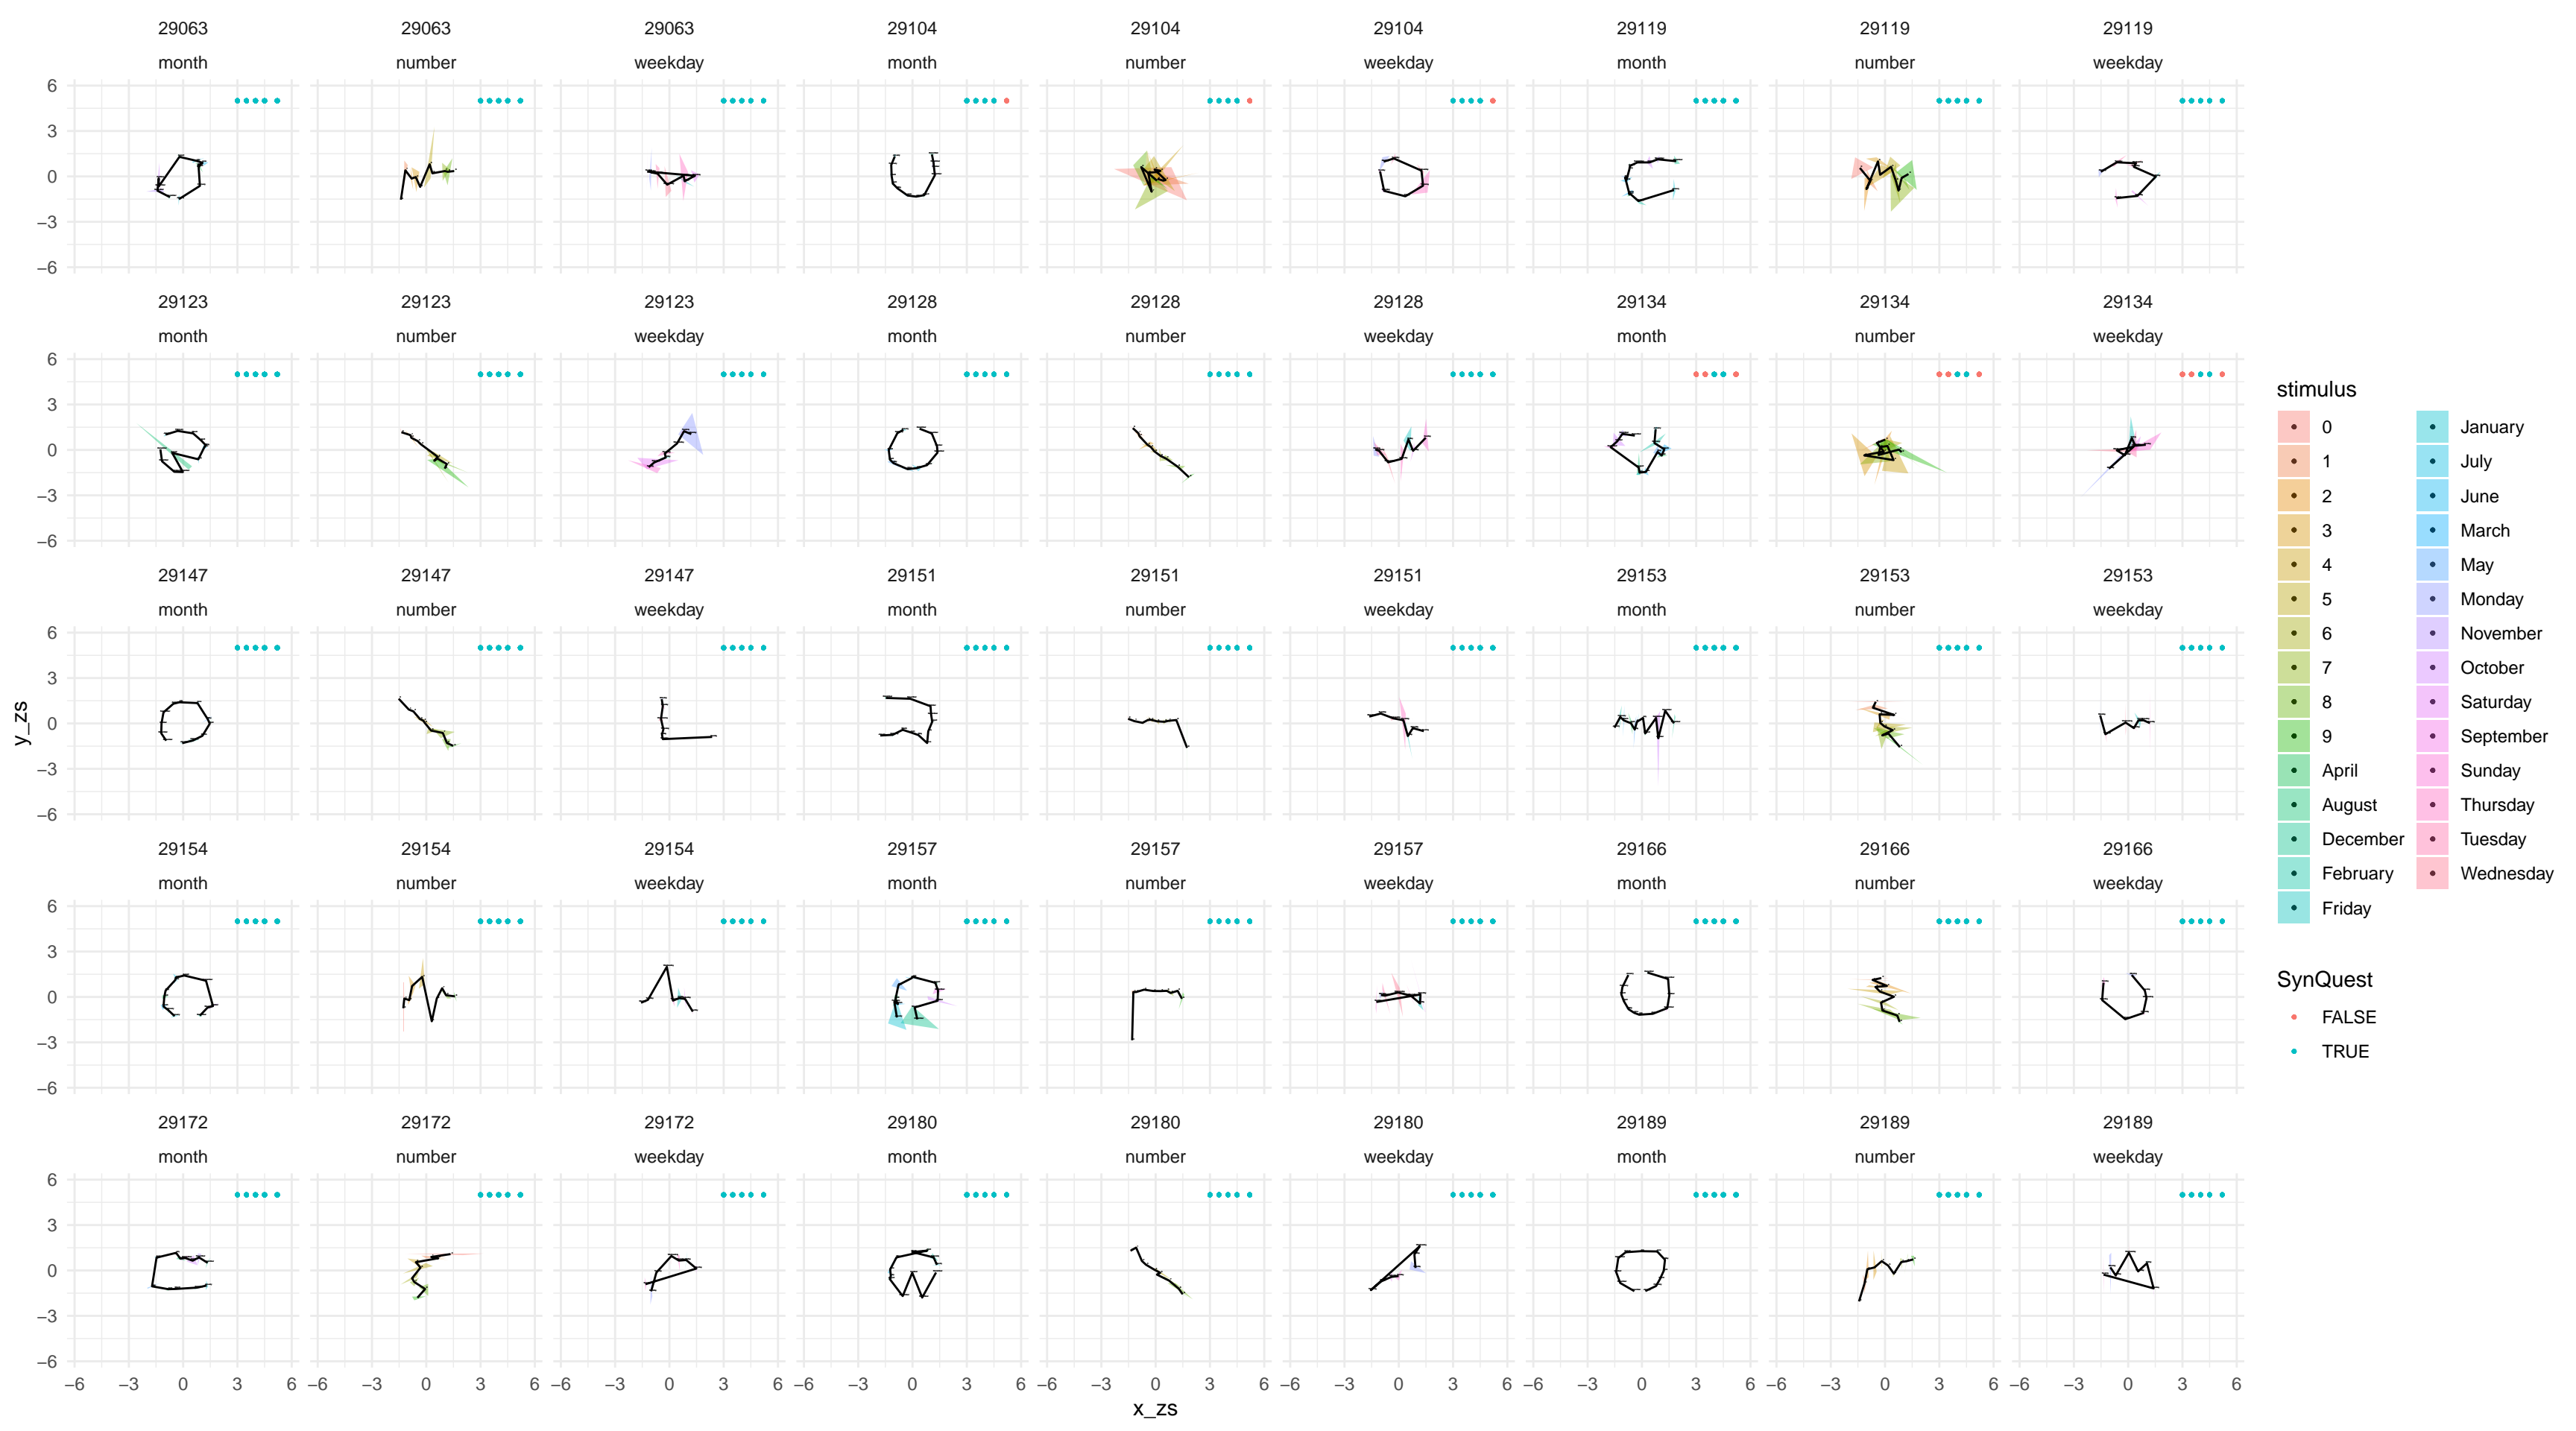 29063 29063 29063 29104 29104 29104 29119 29119 29119
month number weekday month number weekday month number weekday
6
3
0
−3
−6
29123 29123 29123 29128 29128 29128 29134 29134 29134
month number weekday month number weekday month number weekday
6
3
0
−3
−6
29147 29147 29147 29151 29151 29151 29153 29153 29153
month number weekday month number weekday month number weekday
6
3
0
−3
−6
29154 29154 29154 29157 29157 29157 29166 29166 29166
month number weekday month number weekday month number weekday
6
3
0
−3
−6
29172 29172 29172 29180 29180 29180 29189 29189 29189
month number weekday month number weekday month number weekday
6
3
0
−3
−6
−6 −3 0 3 6 −6 −3 0 3 6 −6 −3 0 3 6 −6 −3 0 3 6 −6 −3 0 3 6 −6 −3 0 3 6 −6 −3 0 3 6 −6 −3 0 3 6 −6 −3 0 3 6
x_zs
y_zs
stimulus
0
1
2
3
4
5
6
7
8
9
April
August
December
February
Friday
January
July
June
March
May
Monday
November
October
Saturday
September
Sunday
Thursday
Tuesday
Wednesday
SynQuest
FALSE
TRUE